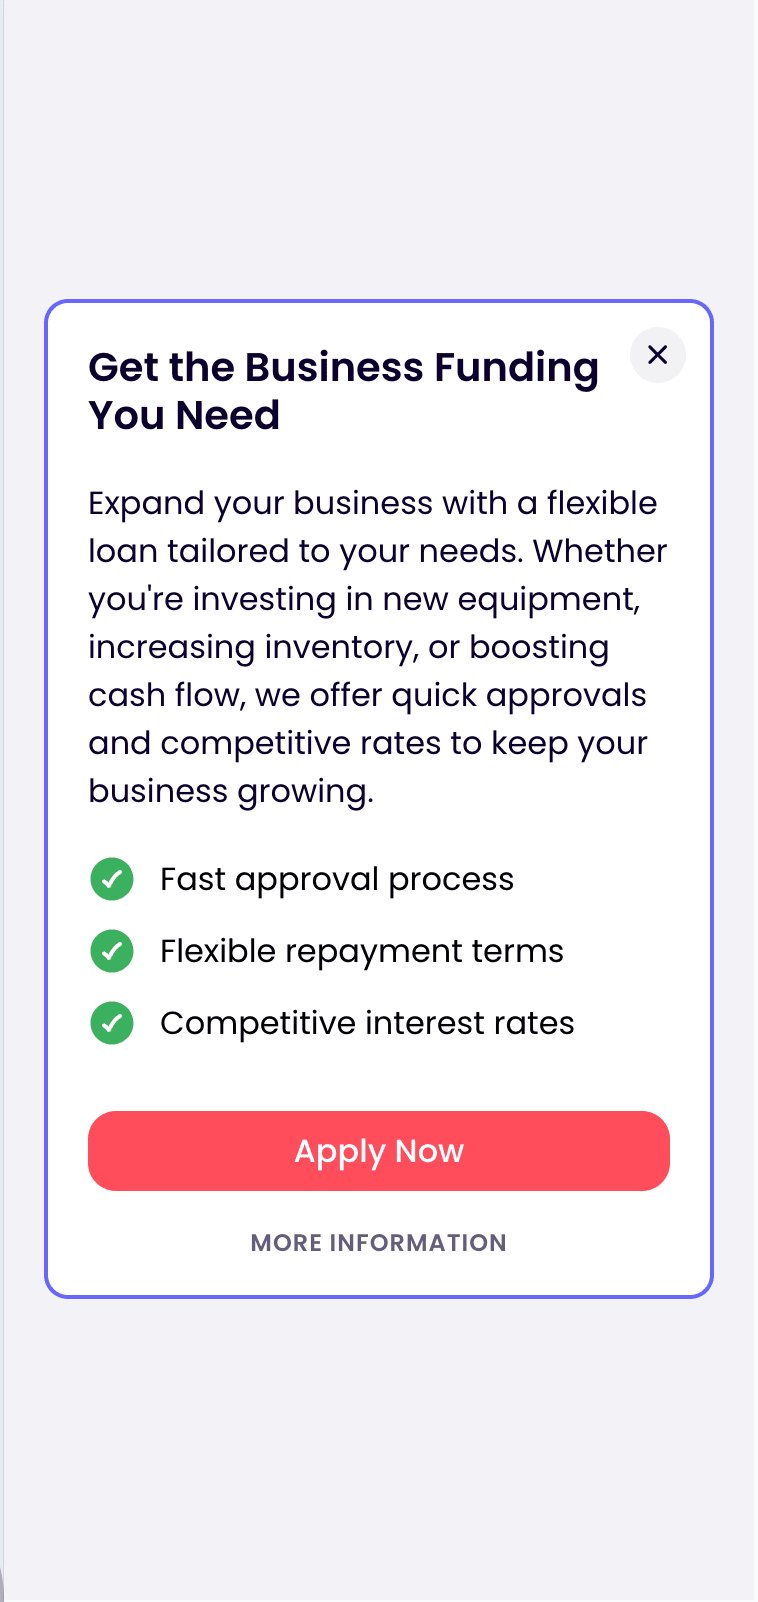 Get the Business Funding
You Need
Expand your business with a flexible
loan tailored to your needs. Whether
you're investing in new equipment,
increasing inventory, or boosting
cash flow, we offer quick approvals
and competitive rates to keep your
business growing.
Fast approval process
Flexible repayment terms
Competitive interest rates
Apply Now
MORE INFORMATION